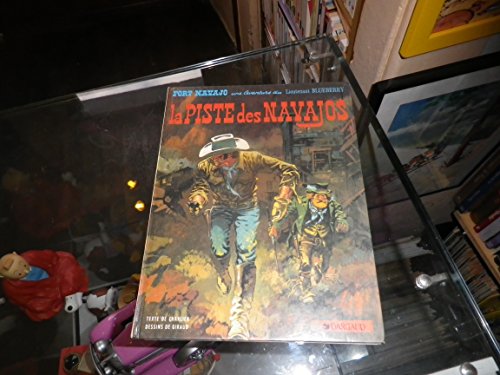 FORT NAVAJO une Aventure du Lieutenant BLUEBERRY
la PISTE des NAVAJOS
TEXTE DE CHARLIER
DESSINS DE GIRAUD
DARGAUD